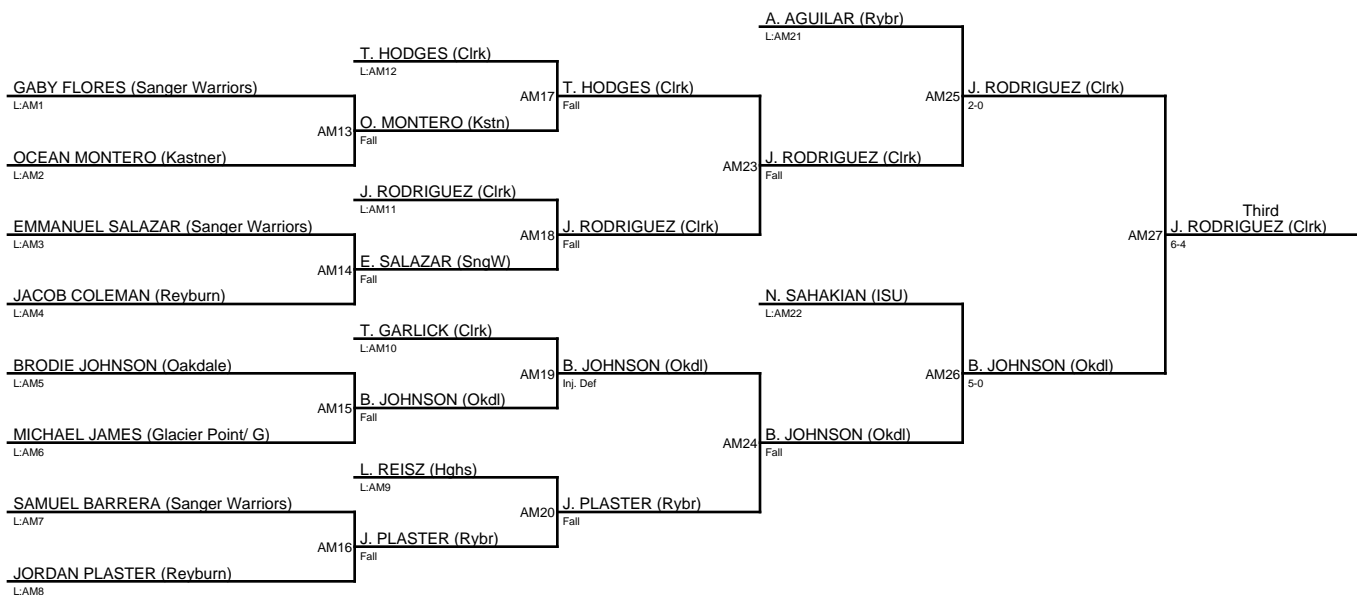 A. AGUILAR (Rybr)
L:AM21
T. HODGES (Clrk)
L:AM12
GABY FLORES (Sanger Warriors)
L:AM1
AM17
T. HODGES (Clrk)
Fall
AM25
J. RODRIGUEZ (Clrk)
2-0
AM13
O. MONTERO (Kstn)
Fall
OCEAN MONTERO (Kastner)
L:AM2
AM23
J. RODRIGUEZ (Clrk)
Fall
J. RODRIGUEZ (Clrk)
L:AM11
EMMANUEL SALAZAR (Sanger Warriors)
L:AM3
AM18
J. RODRIGUEZ (Clrk)
Fall
AM27
Third
J. RODRIGUEZ (Clrk)
6-4
AM14
E. SALAZAR (SngW)
Fall
JACOB COLEMAN (Reyburn)
L:AM4
N. SAHAKIAN (ISU)
L:AM22
T. GARLICK (Clrk)
L:AM10
BRODIE JOHNSON (Oakdale)
L:AM5
AM19
B. JOHNSON (Okdl)
Inj. Def
AM26
B. JOHNSON (Okdl)
5-0
AM15
B. JOHNSON (Okdl)
Fall
MICHAEL JAMES (Glacier Point/ G)
L:AM6
AM24
B. JOHNSON (Okdl)
Fall
L. REISZ (Hghs)
L:AM9
SAMUEL BARRERA (Sanger Warriors)
L:AM7
AM20
J. PLASTER (Rybr)
Fall
AM16
J. PLASTER (Rybr)
Fall
JORDAN PLASTER (Reyburn)
L:AM8